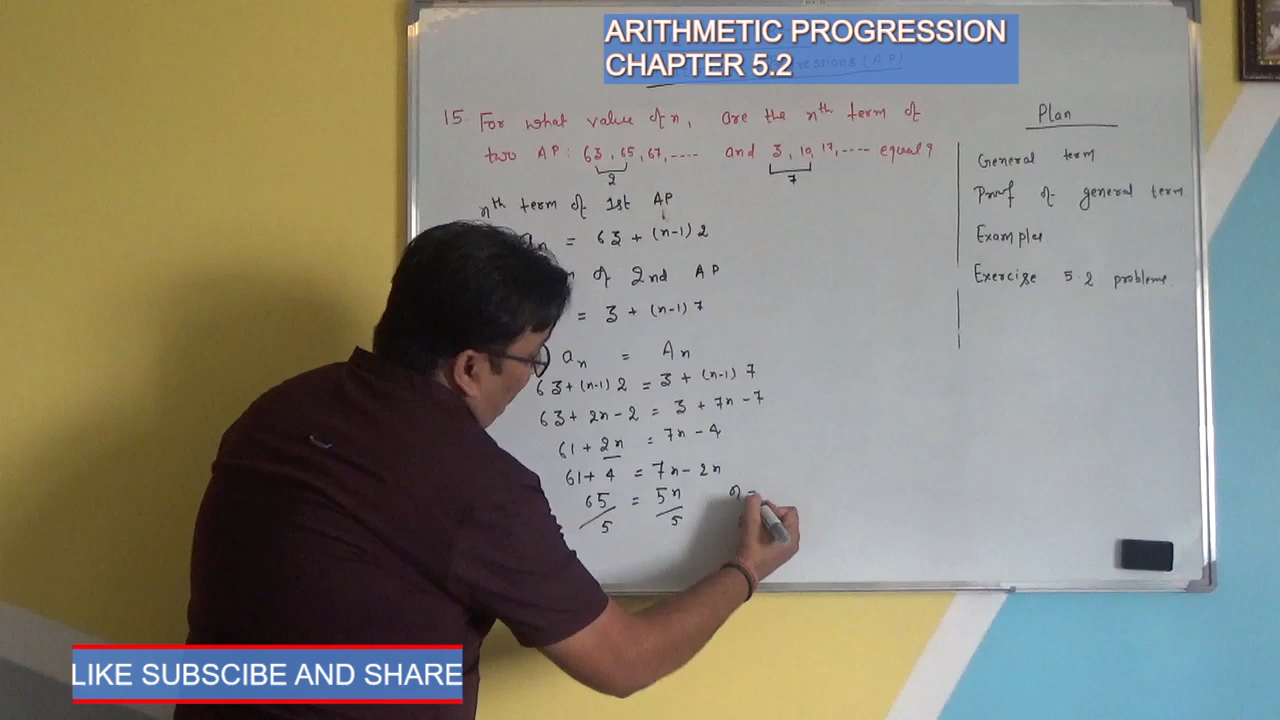 ARITHMETIC PROGRESSION
CHAPTER 5.2
15. For what value of n, are the nth term of
two AP: 63, 65, 67, .... and 3, 10, 17, .... equal?
2 7
nth term of 1st AP
an = 63 + (n-1) 2
of 2nd AP
= 3 + (n-1) 7
an = An
63 + (n-1) 2 = 3 + (n-1) 7
63 + 2n - 2 = 3 + 7n - 7
61 + 2n = 7n - 4
61 + 4 = 7n - 2n
65 = 5n n =
5 5
Plan
General term
Proof of general term
Examples
Exercise 5.2 problems
LIKE SUBSCIBE AND SHARE